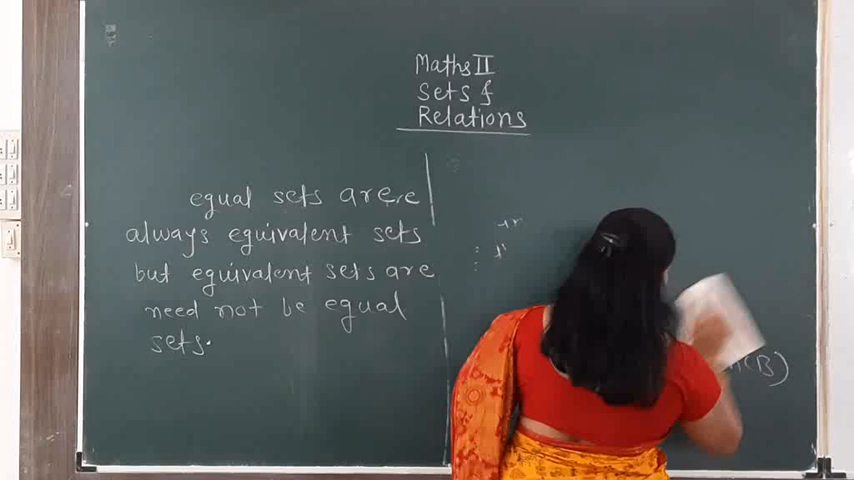 Maths II
Sets &
Relations
equal sets are
always equivalent sets
but equivalent sets are
need not be equal
sets.
n(B)